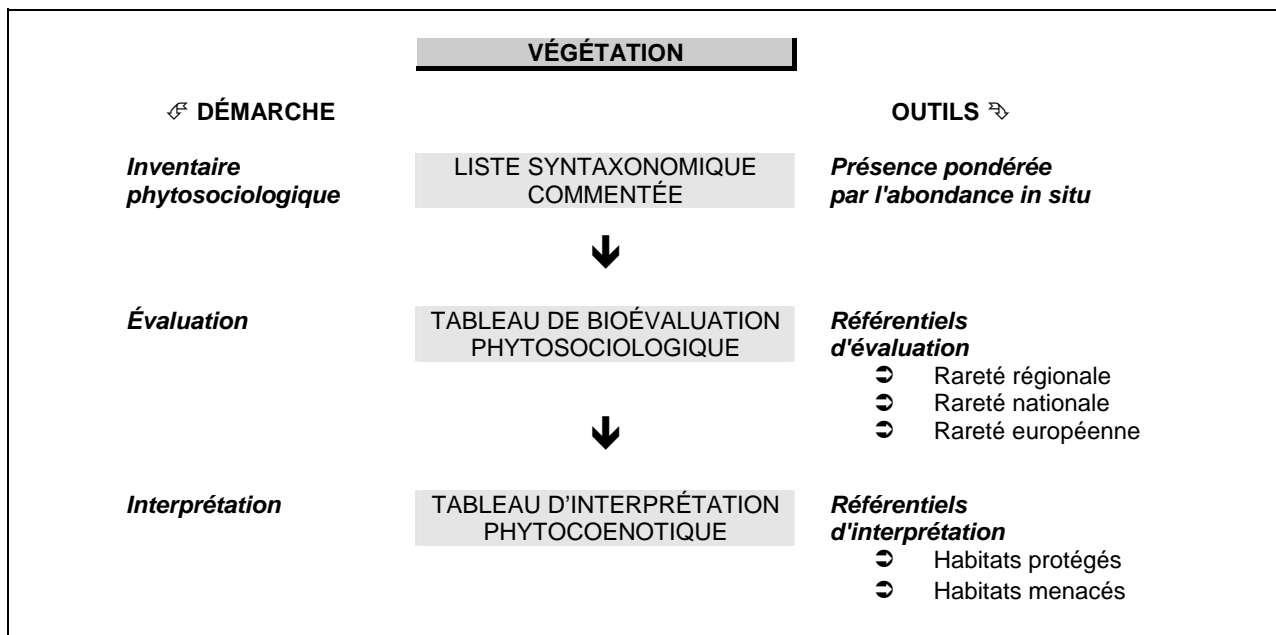 VÉGÉTATION
DÉMARCHE
OUTILS
Inventaire
phytosociologique
LISTE SYNTAXONOMIQUE
COMMENTÉE
Présence pondérée
par l'abondance in situ
Évaluation
TABLEAU DE BIOÉVALUATION
PHYTOSOCIOLOGIQUE
Référentiels
d'évaluation
➲ Rareté régionale
➲ Rareté nationale
➲ Rareté européenne
Interprétation
TABLEAU D’INTERPRÉTATION
PHYTOCOENOTIQUE
Référentiels
d'interprétation
➲ Habitats protégés
➲ Habitats menacés